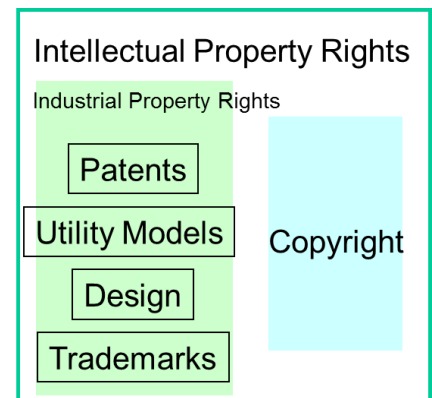 Intellectual Property Rights
Industrial Property Rights
Patents
Utility Models
Design
Trademarks
Copyright